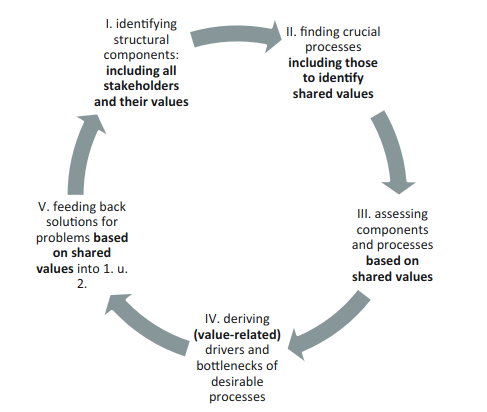 I. identifying
structural
components:
including all
stakeholders
and their values
II. finding crucial
processes
including those
to identify
shared values
III. assessing
components
and processes
based on
shared values
IV. deriving
(value-related)
drivers and
bottlenecks of
desirable
processes
V. feeding back
solutions for
problems based
on shared
values into 1. u.
2.